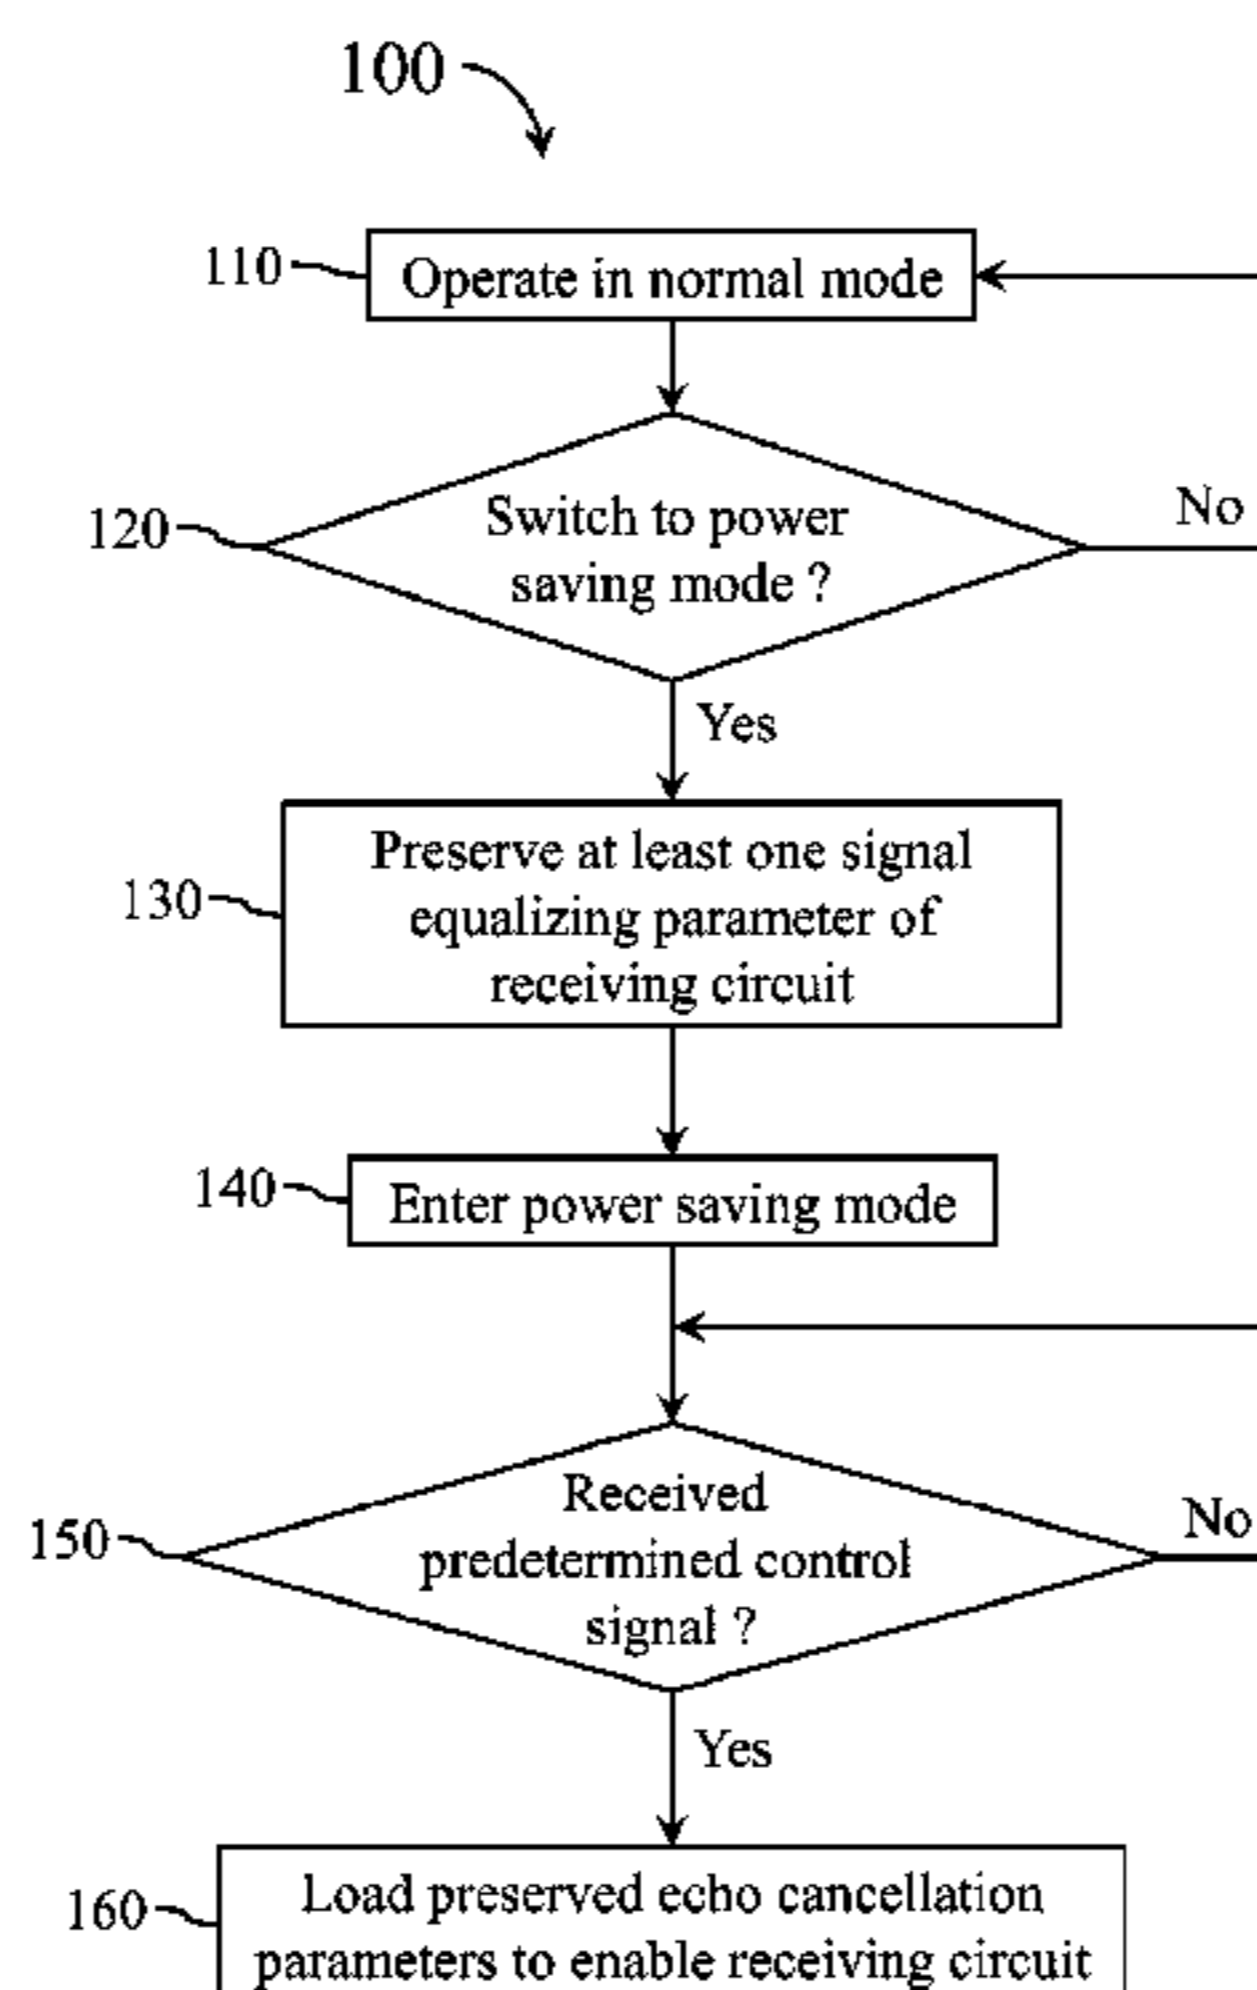 100
110
Operate in normal mode
120
Switch to power
saving mode ?
No
Yes
130
Preserve at least one signal
equalizing parameter of
receiving circuit
140
Enter power saving mode
150
Received
predetermined control
signal ?
No
Yes
160
Load preserved echo cancellation
parameters to enable receiving circuit